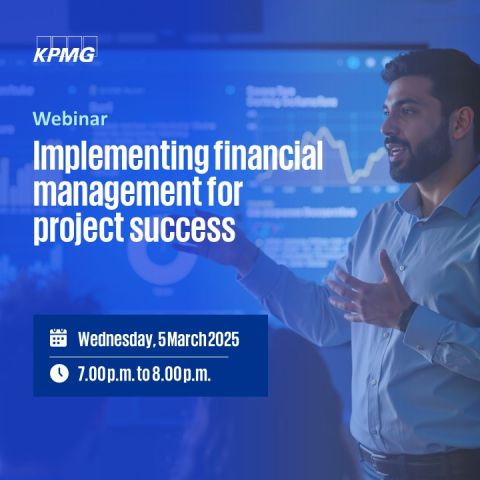 KPMG
Webinar
Implementing financial
management for
project success
Wednesday, 5 March 2025
7.00 p.m. to 8.00 p.m.